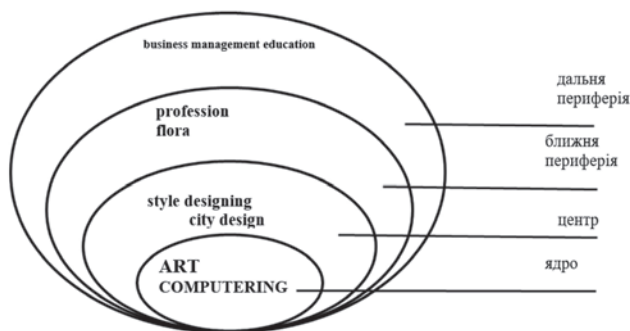 business management education
profession
flora
style designing
city design
ART
COMPUTERING
дальня
периферія
ближня
периферія
центр
ядро